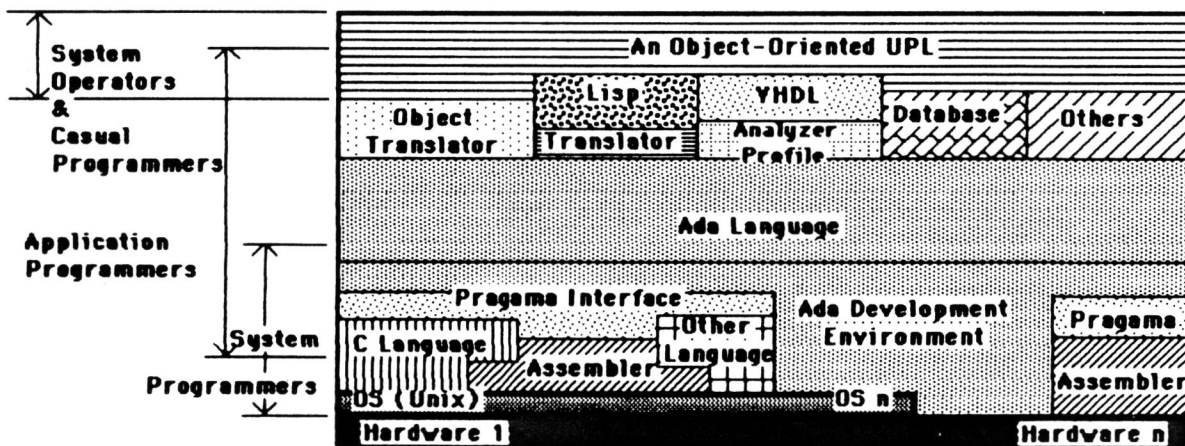 System
Operators
&
Casual
Programmers
Application
Programmers
System
Programmers
An Object-Oriented UPL
Object
Translator
Lisp
Translator
VHDL
Analyzer
Profile
Database
Others
Ada Language
Pragama Interface
C Language
Assembler
Other
Language
Ada Development
Environment
Pragama
Assembler
OS (Unix)
OS n
Hardware 1
Hardware n